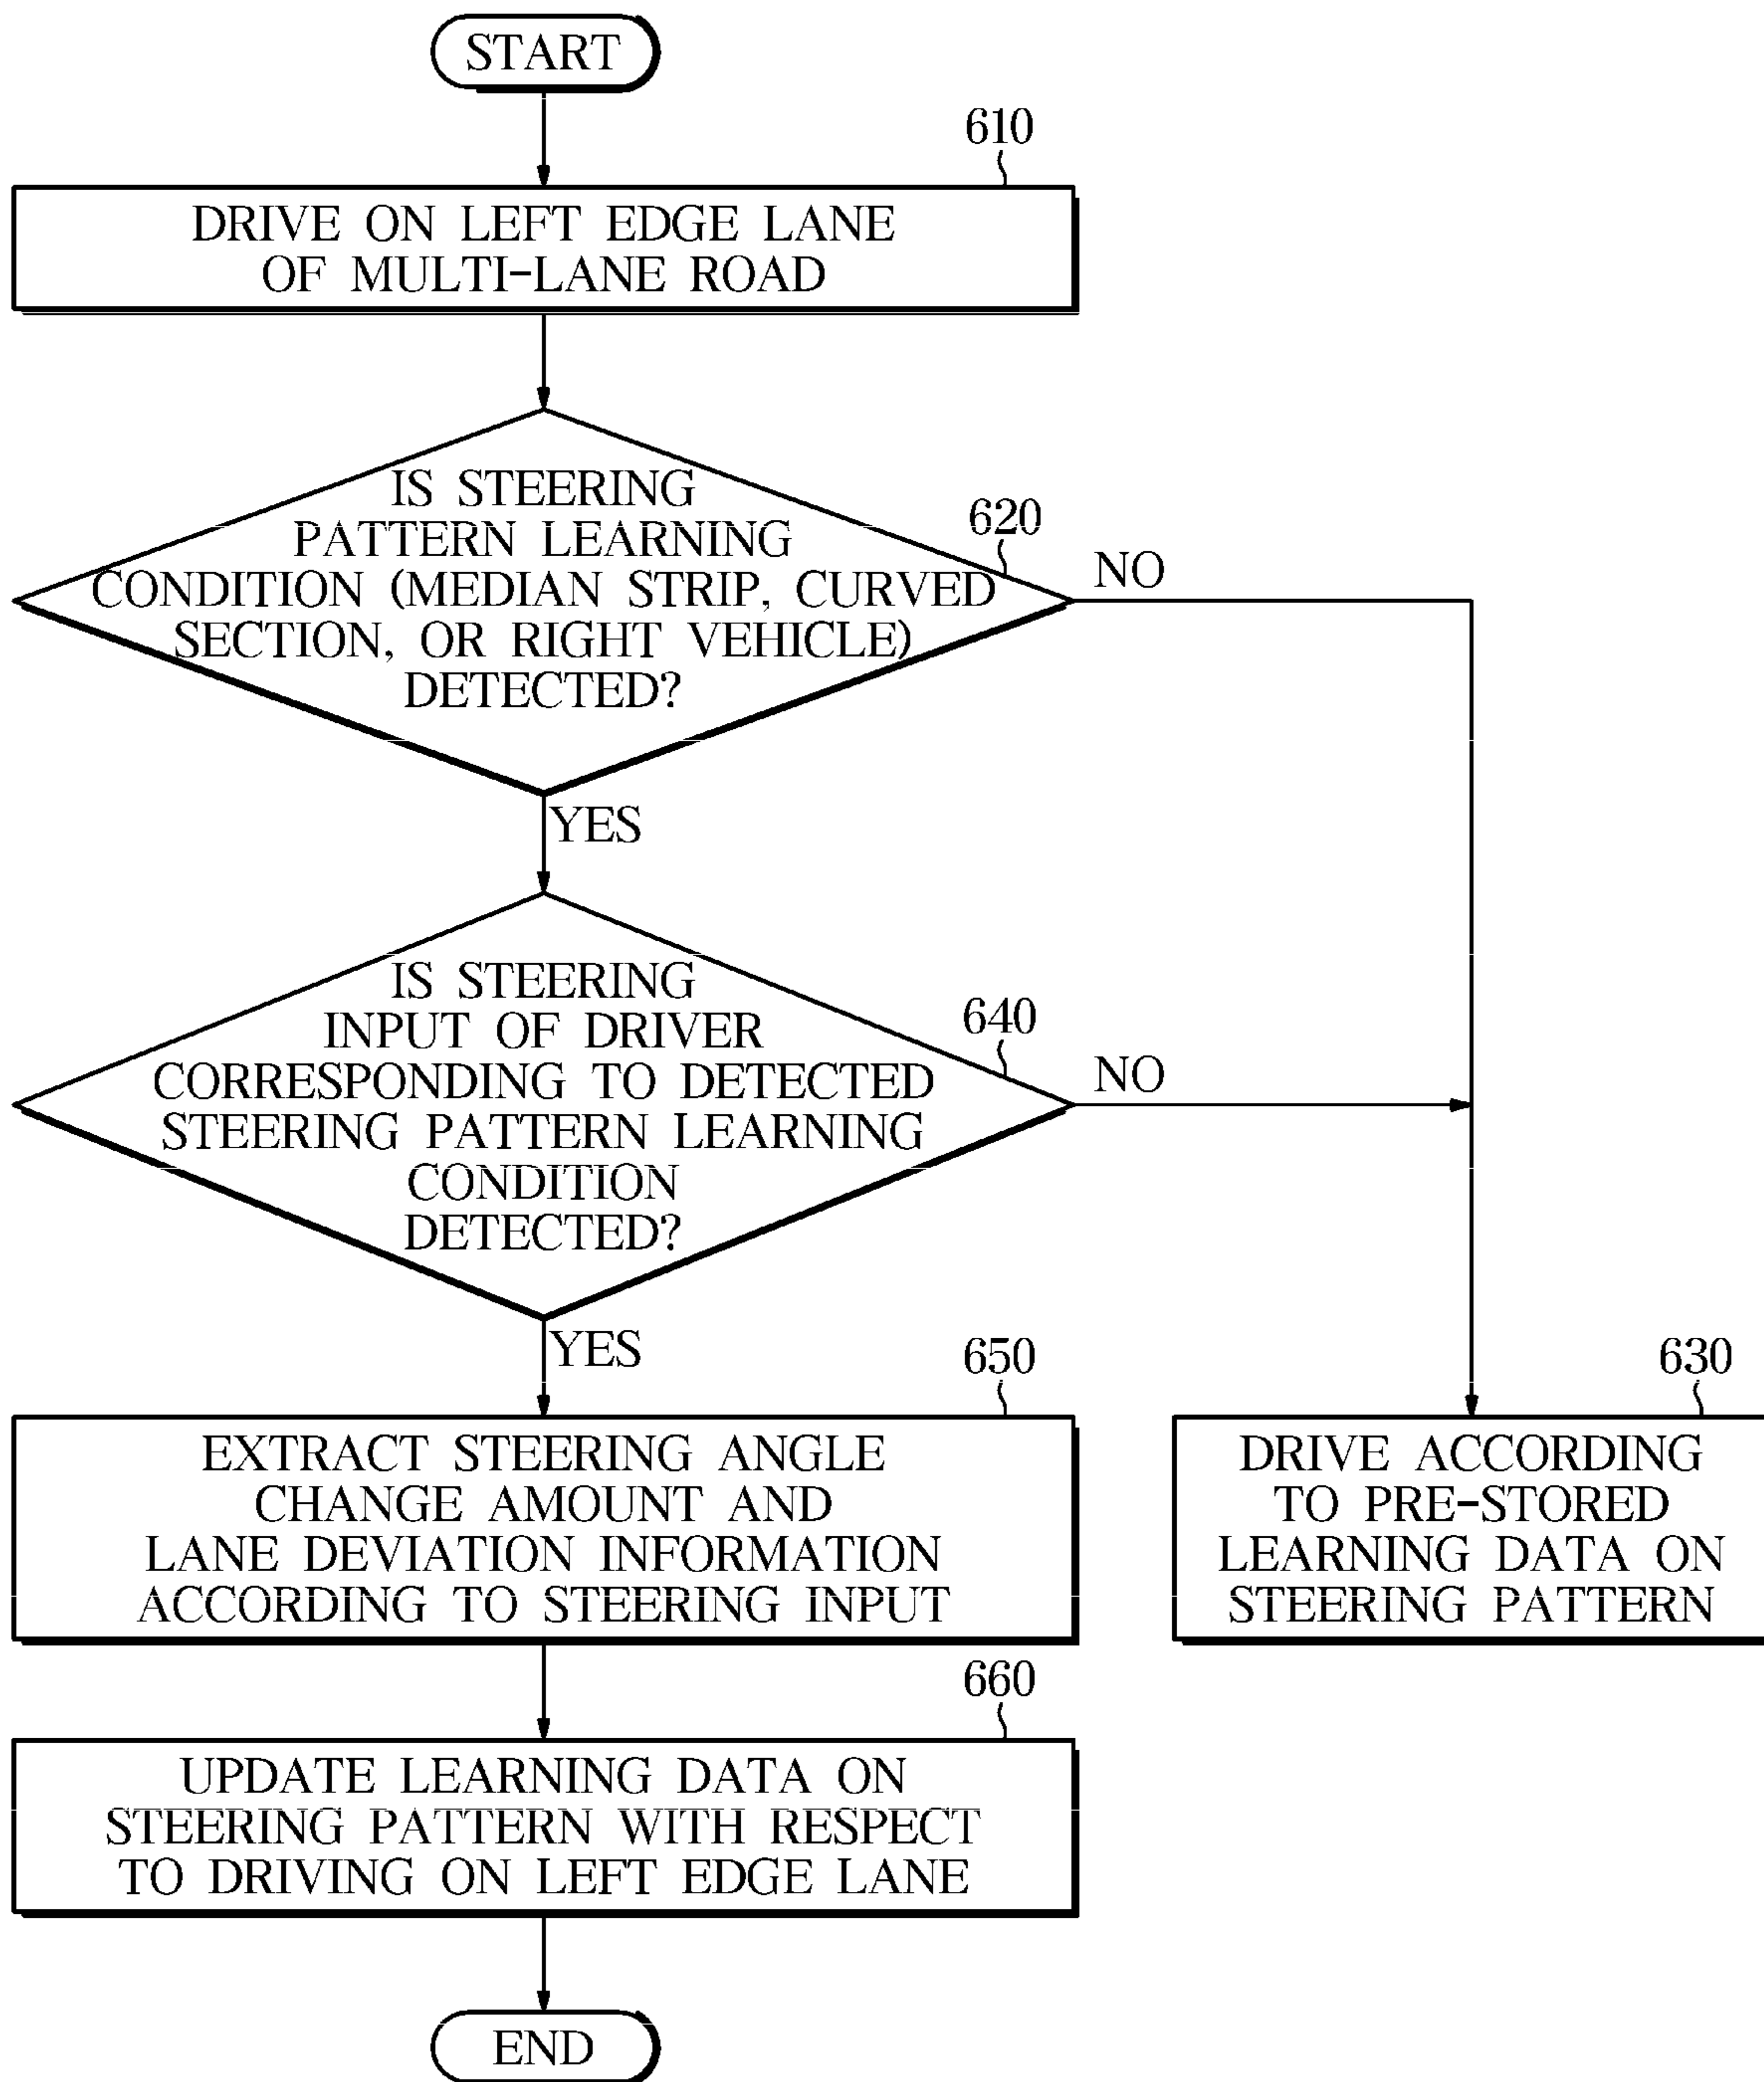 START
610
DRIVE ON LEFT EDGE LANE
OF MULTI-LANE ROAD
620
IS STEERING
PATTERN LEARNING
CONDITION (MEDIAN STRIP, CURVED
SECTION, OR RIGHT VEHICLE)
DETECTED?
NO
YES
640
IS STEERING
INPUT OF DRIVER
CORRESPONDING TO DETECTED
STEERING PATTERN LEARNING
CONDITION
DETECTED?
NO
YES
650
EXTRACT STEERING ANGLE
CHANGE AMOUNT AND
LANE DEVIATION INFORMATION
ACCORDING TO STEERING INPUT
630
DRIVE ACCORDING
TO PRE-STORED
LEARNING DATA ON
STEERING PATTERN
660
UPDATE LEARNING DATA ON
STEERING PATTERN WITH RESPECT
TO DRIVING ON LEFT EDGE LANE
END